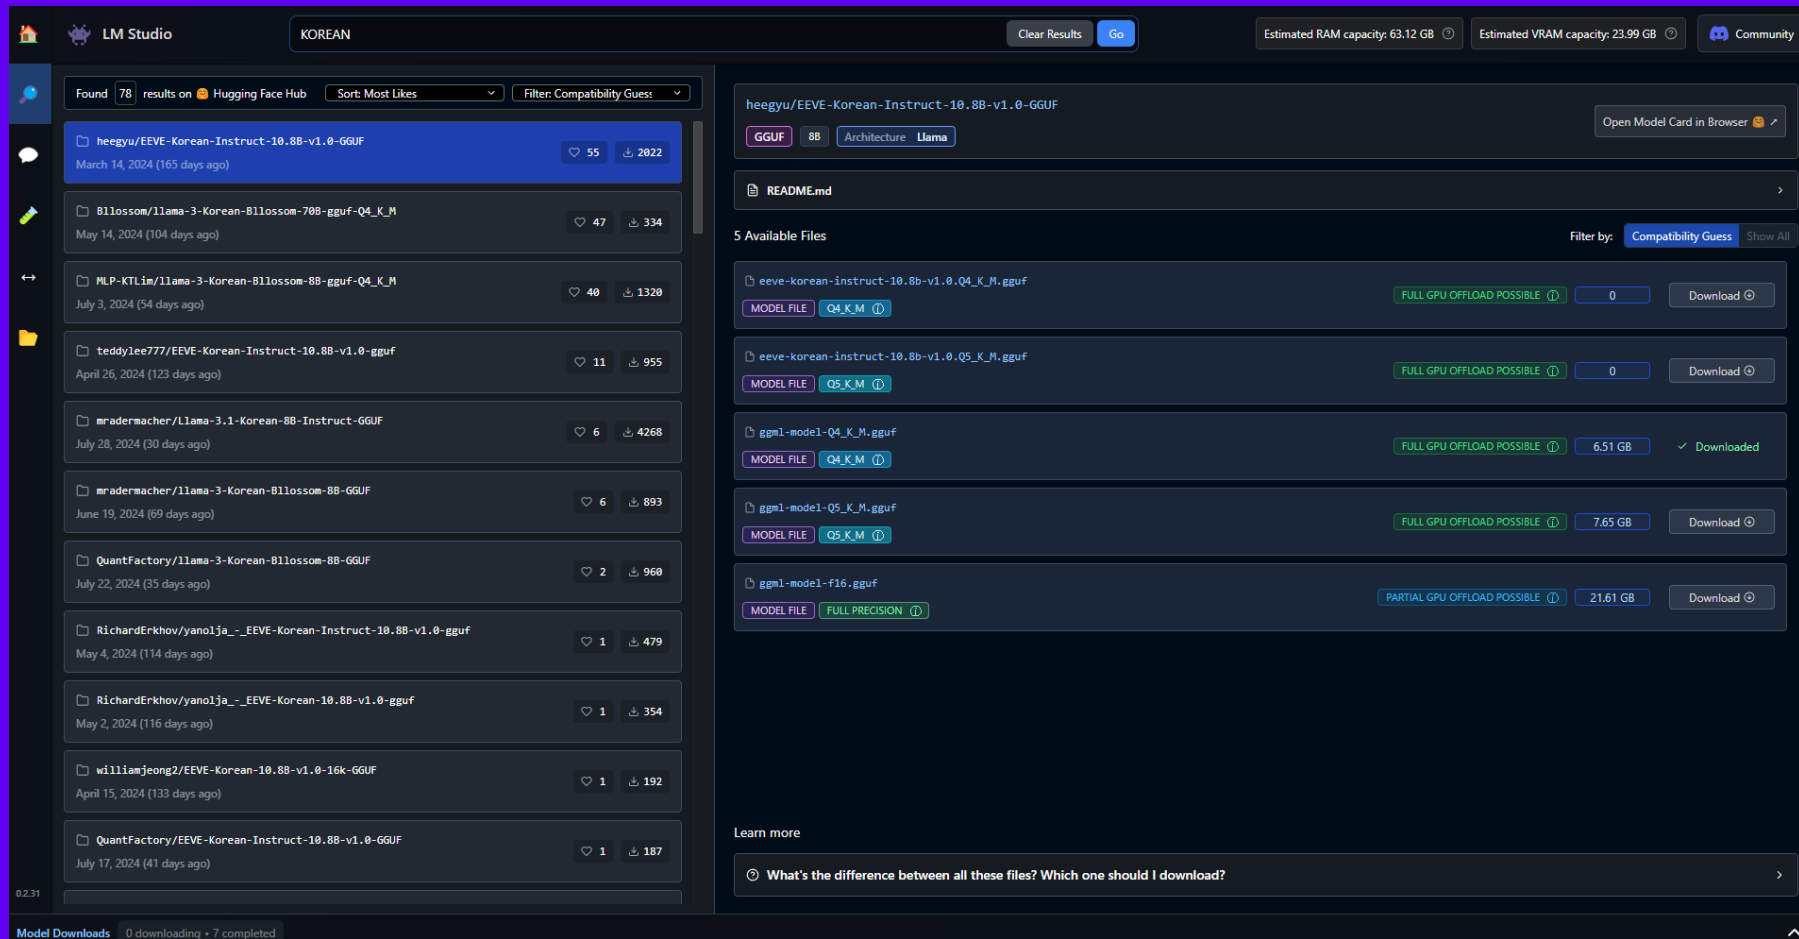 LM Studio
KOREAN
Clear Results
Go
Estimated RAM capacity: 63.12 GB
Estimated VRAM capacity: 23.99 GB
Community
Found 78 results on 🤗 Hugging Face Hub
Sort: Most Likes
Filter: Compatibility Guess
heegyu/EEVE-Korean-Instruct-10.8B-v1.0-GGUF
March 14, 2024 (165 days ago)
55
2022
Bllossom/llama-3-Korean-Bllossom-70B-gguf-Q4_K_M
May 14, 2024 (104 days ago)
47
334
MLP-KTLim/llama-3-Korean-Bllossom-8B-gguf-Q4_K_M
July 3, 2024 (54 days ago)
40
1320
teddylee777/EEVE-Korean-Instruct-10.8B-v1.0-gguf
April 26, 2024 (123 days ago)
11
955
mradermacher/Llama-3.1-Korean-8B-Instruct-GGUF
July 28, 2024 (30 days ago)
6
4268
mradermacher/llama-3-Korean-Bllossom-8B-GGUF
June 19, 2024 (69 days ago)
6
893
QuantFactory/llama-3-Korean-Bllossom-8B-GGUF
July 22, 2024 (35 days ago)
2
960
RichardErkhov/yanolja_-_EEVE-Korean-Instruct-10.8B-v1.0-gguf
May 4, 2024 (114 days ago)
1
479
RichardErkhov/yanolja_-_EEVE-Korean-10.8B-v1.0-gguf
May 2, 2024 (116 days ago)
1
354
williamjeong2/EEVE-Korean-10.8B-v1.0-16k-GGUF
April 15, 2024 (133 days ago)
1
192
QuantFactory/EEVE-Korean-Instruct-10.8B-v1.0-GGUF
July 17, 2024 (41 days ago)
1
187
0.2.31
heegyu/EEVE-Korean-Instruct-10.8B-v1.0-GGUF
GGUF
8B
Architecture Llama
Open Model Card in Browser 🤗 ↗
README.md
5 Available Files
Filter by:
Compatibility Guess
Show All
eeve-korean-instruct-10.8b-v1.0.Q4_K_M.gguf
MODEL FILE
Q4_K_M
FULL GPU OFFLOAD POSSIBLE
0
Download
eeve-korean-instruct-10.8b-v1.0.Q5_K_M.gguf
MODEL FILE
Q5_K_M
FULL GPU OFFLOAD POSSIBLE
0
Download
ggml-model-Q4_K_M.gguf
MODEL FILE
Q4_K_M
FULL GPU OFFLOAD POSSIBLE
6.51 GB
Downloaded
ggml-model-Q5_K_M.gguf
MODEL FILE
Q5_K_M
FULL GPU OFFLOAD POSSIBLE
7.65 GB
Download
ggml-model-f16.gguf
MODEL FILE
FULL PRECISION
PARTIAL GPU OFFLOAD POSSIBLE
21.61 GB
Download
Learn more
What's the difference between all these files? Which one should I download?
Model Downloads
0 downloading • 7 completed